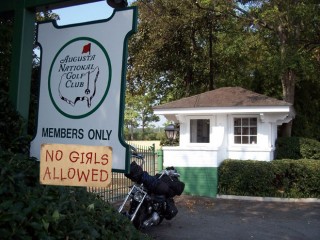 Augusta
National
Golf
Club
MEMBERS ONLY
NO GIRLS
ALLOWED